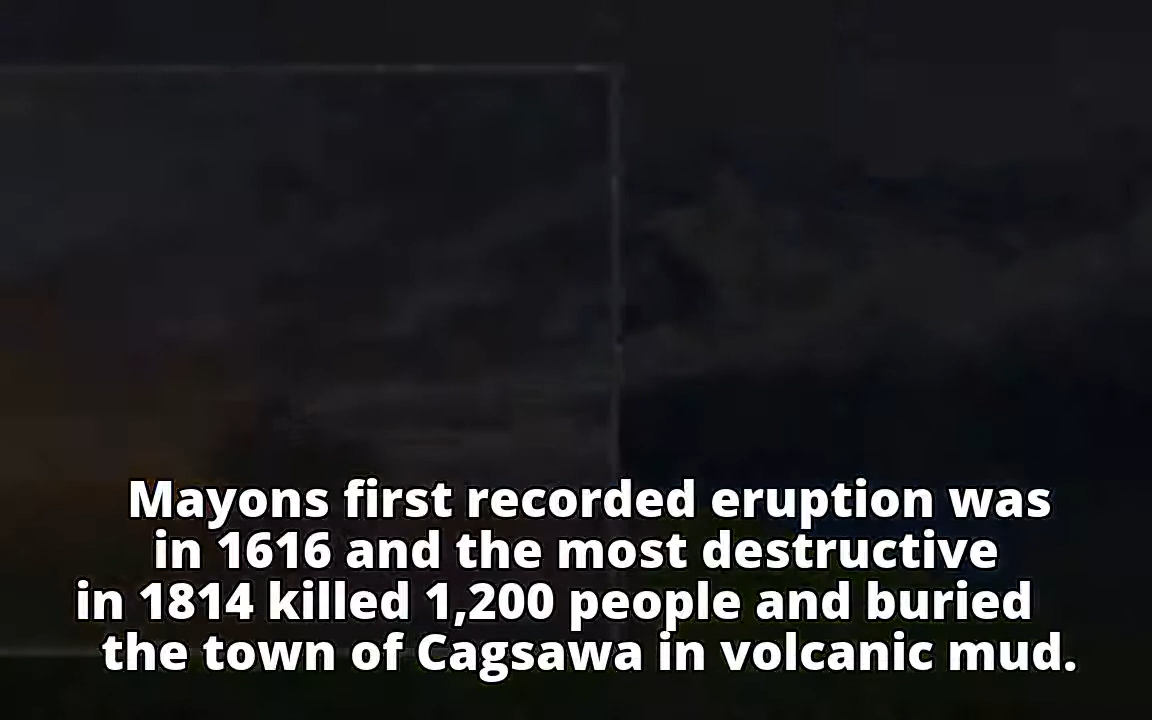 Mayons first recorded eruption was
in 1616 and the most destructive
in 1814 killed 1,200 people and buried
the town of Cagsawa in volcanic mud.